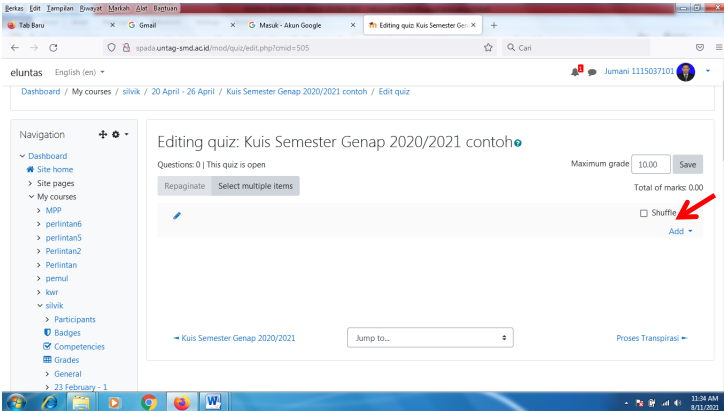 Berkas Edit Tampilan Riwayat Markah Alat Bantuan
Tab Baru
Gmail
Masuk - Akun Google
Editing quiz: Kuis Semester Gen
spada.untag-smd.ac.id/mod/quiz/edit.php?cmid=505
Cari
eluntas English (en)
1
Jumani 1115037101
Dashboard / My courses / silvik / 20 April - 26 April / Kuis Semester Genap 2020/2021 contoh / Edit quiz
Navigation
Dashboard
Site home
Site pages
My courses
MPP
perlintan6
perlintan5
Perlintan2
Perlintan
pemul
kwr
silvik
Participants
Badges
Competencies
Grades
General
23 February - 1
Editing quiz: Kuis Semester Genap 2020/2021 contoh
Questions: 0 | This quiz is open
Maximum grade 10.00 Save
Repaginate Select multiple items
Total of marks: 0.00
Shuffle
Add
Kuis Semester Genap 2020/2021
Jump to...
Proses Transpirasi
11:34 AM
8/11/2021